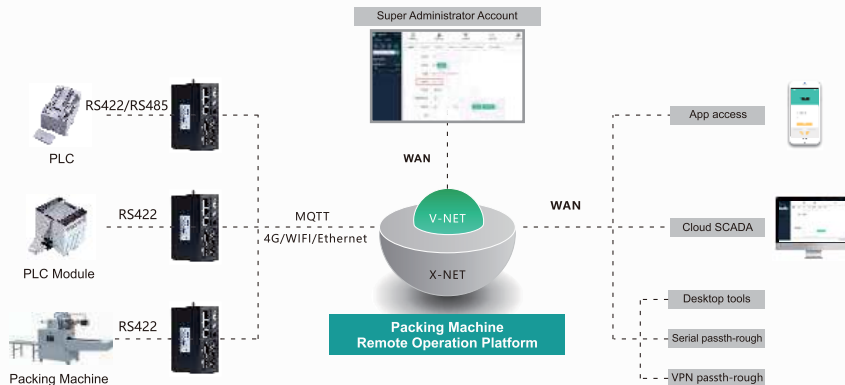 Super Administrator Account
RS422/RS485
PLC
WAN
App access
RS422
PLC Module
MQTT
4G/WIFI/Ethernet
V-NET
X-NET
WAN
Cloud SCADA
RS422
Packing Machine
Packing Machine
Remote Operation Platform
Desktop tools
Serial passth-rough
VPN passth-rough